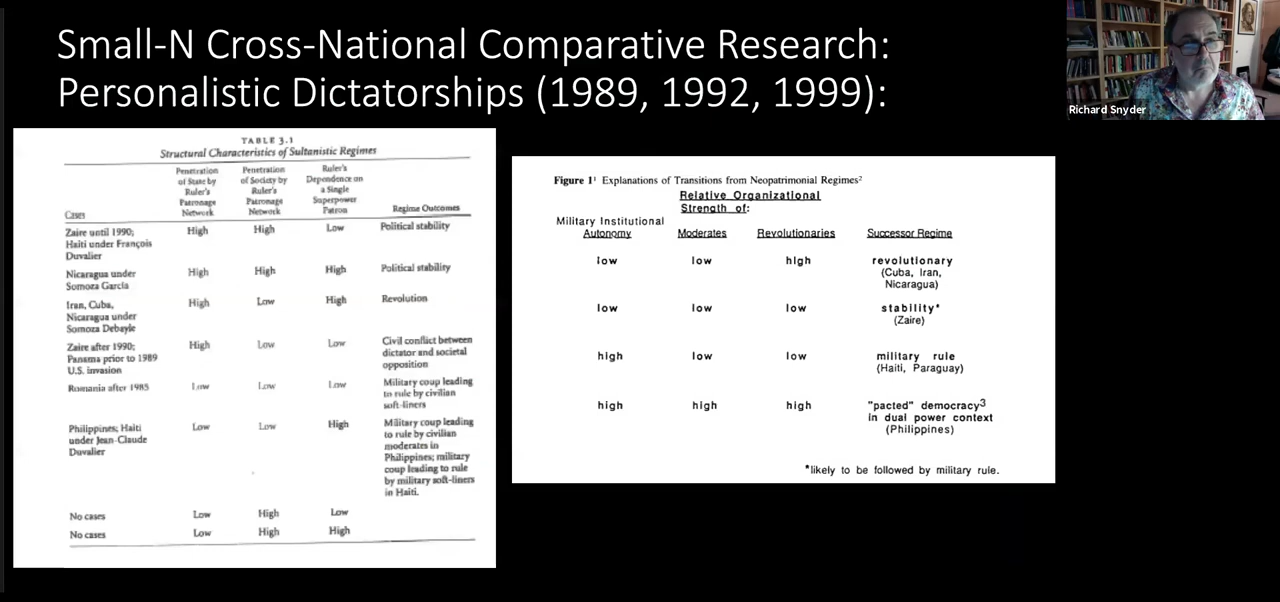 Small-N Cross-National Comparative Research:
Personalistic Dictatorships (1989, 1992, 1999):
Richard Snyder
TABLE 3.1
Structural Characteristics of Sultanistic Regimes
Cases
Penetration
of State by
Ruler's
Patronage
Network
Penetration
of Society by
Ruler's
Patronage
Network
Ruler's
Dependence on
a Single
Superpower
Patron
Regime Outcomes
Zaire until 1990;
Haiti under François
Duvalier
High
High
Low
Political stability
Nicaragua under
Somoza García
High
High
High
Political stability
Iran, Cuba,
Nicaragua under
Somoza Debayle
High
Low
High
Revolution
Zaire after 1990;
Panama prior to 1989
U.S. invasion
High
Low
Low
Civil conflict between
dictator and societal
opposition
Romania after 1985
Low
Low
Low
Military coup leading
to rule by civilian
soft-liners
Philippines; Haiti
under Jean-Claude
Duvalier
Low
Low
High
Military coup leading
to rule by civilian
moderates in
Philippines; military
coup leading to rule
by military soft-liners
in Haiti.
No cases
Low
High
Low
No cases
Low
High
High
Figure 1¹ Explanations of Transitions from Neopatrimonial Regimes²
Relative Organizational
Strength of:
Military Institutional
Autonomy
Moderates
Revolutionaries
Successor Regime
low
low
high
revolutionary
(Cuba, Iran,
Nicaragua)
low
low
low
stability*
(Zaire)
high
low
low
military rule
(Haiti, Paraguay)
high
high
high
"pacted" democracy³
in dual power context
(Philippines)
*likely to be followed by military rule.